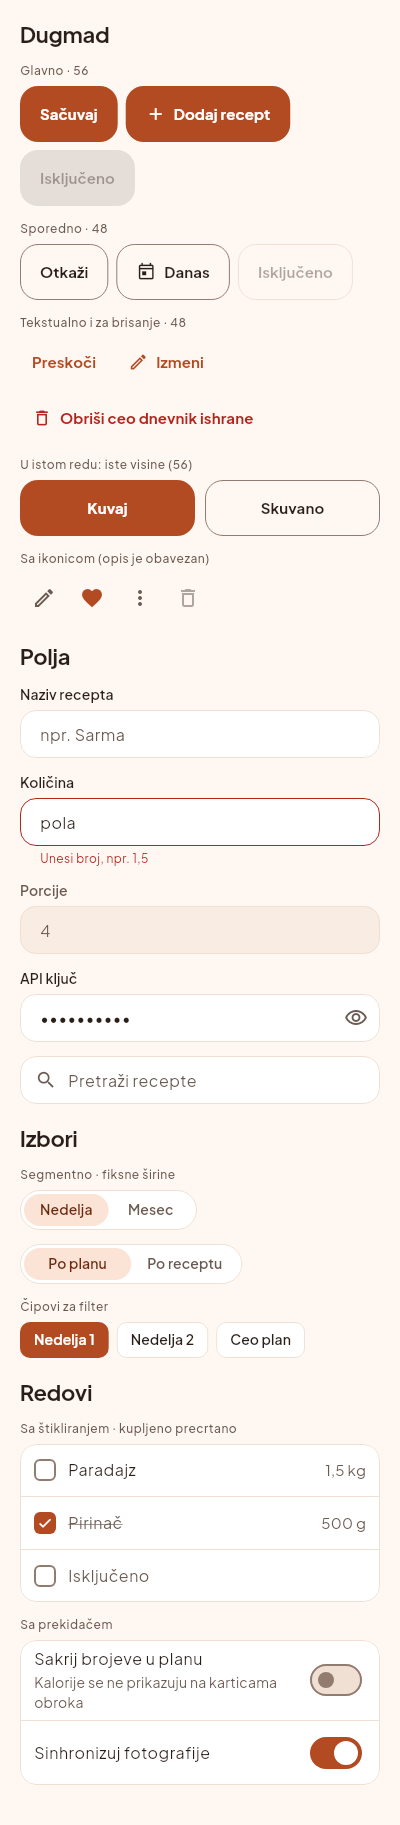 Dugmad
Glavno · 56
Sačuvaj
Dodaj recept
Isključeno
Sporedno · 48
Otkaži
Danas
Isključeno
Tekstualno i za brisanje · 48
Preskoči
Izmeni
Obriši ceo dnevnik ishrane
U istom redu: iste visine (56)
Kuvaj
Skuvano
Sa ikonicom (opis je obavezan)
Polja
Naziv recepta
npr. Sarma
Količina
pola
Unesi broj, npr. 1,5
Porcije
4
API ključ
••••••••••
Pretraži recepte
Izbori
Segmentno · fiksne širine
Nedelja
Mesec
Po planu
Po receptu
Čipovi za filter
Nedelja 1
Nedelja 2
Ceo plan
Redovi
Sa štikliranjem · kupljeno precrtano
Paradajz
1,5 kg
Pirinač
500 g
Isključeno
Sa prekidačem
Sakrij brojeve u planu
Kalorije se ne prikazuju na karticama
obroka
Sinhronizuj fotografije